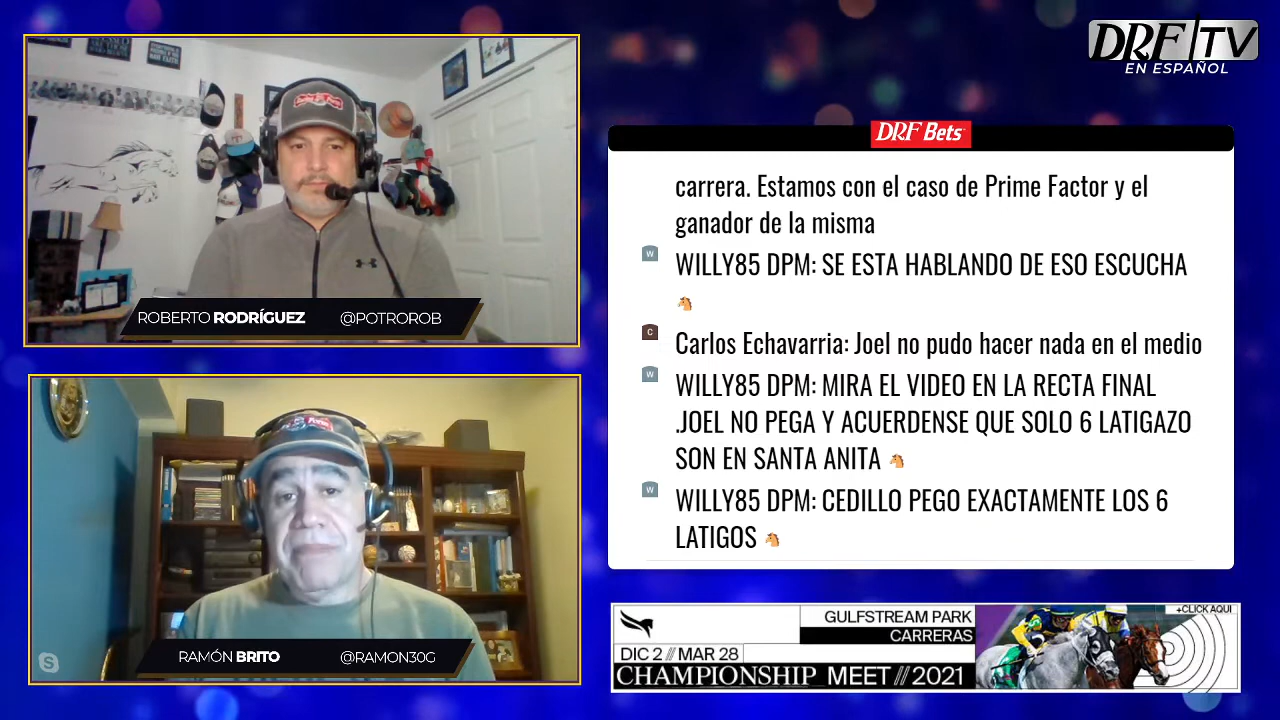 DRF TV
EN ESPAÑOL
DRF Bets
carrera. Estamos con el caso de Prime Factor y el
ganador de la misma
W
WILLY85 DPM: SE ESTA HABLANDO DE ESO ESCUCHA
C
Carlos Echavarria: Joel no pudo hacer nada en el medio
W
WILLY85 DPM: MIRA EL VIDEO EN LA RECTA FINAL
.JOEL NO PEGA Y ACUERDENSE QUE SOLO 6 LATIGAZO
SON EN SANTA ANITA
W
WILLY85 DPM: CEDILLO PEGO EXACTAMENTE LOS 6
LATIGOS
ROBERTO RODRÍGUEZ @POTROROB
RAMÓN BRITO @RAMON30G
S
+CLICK AQUI
GULFSTREAM PARK
CARRERAS
DIC 2 // MAR 28
CHAMPIONSHIP MEET // 2021